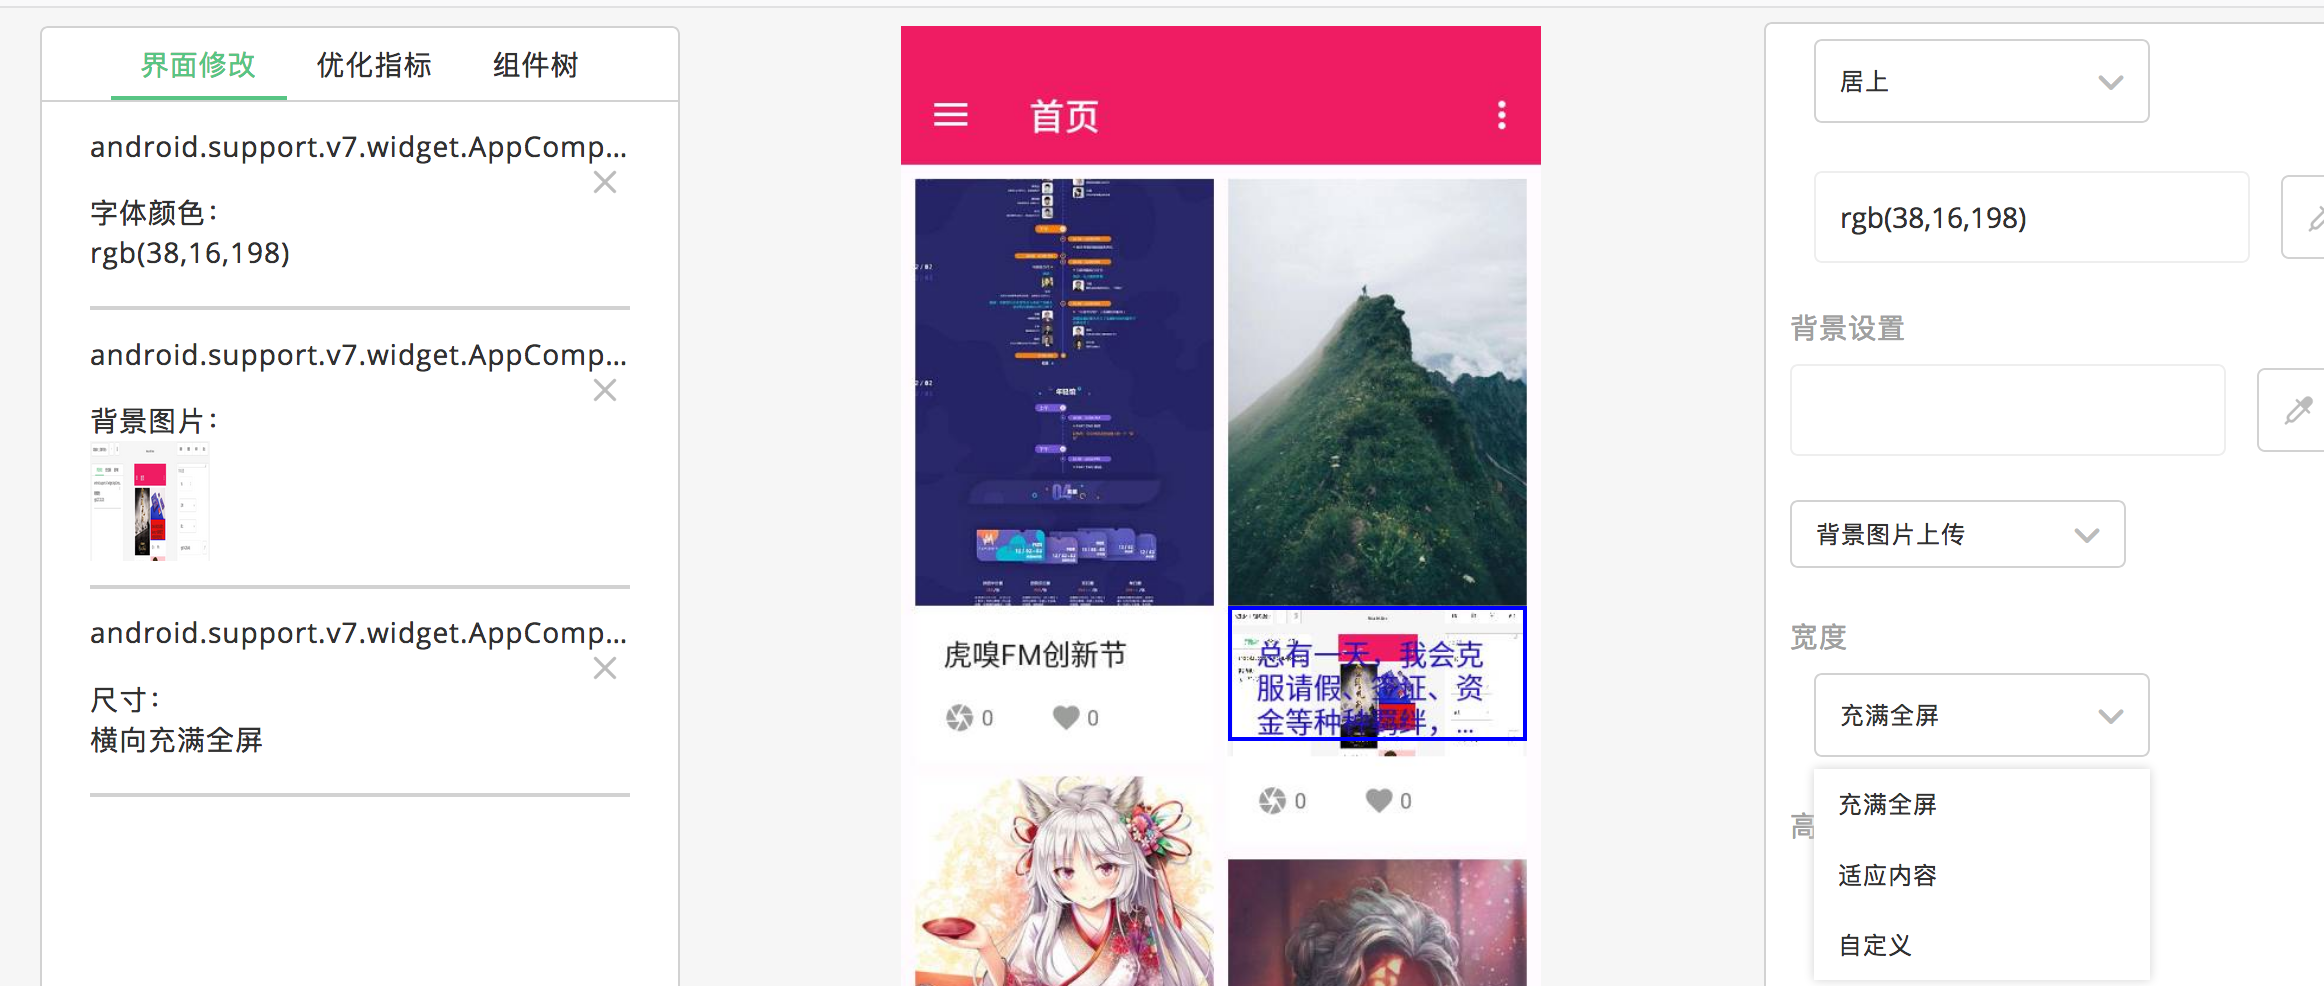 界面修改 优化指标 组件树
android.support.v7.widget.AppComp...
字体颜色：
rgb(38,16,198)
android.support.v7.widget.AppComp...
背景图片：
android.support.v7.widget.AppComp...
尺寸：
横向充满全屏
首页
虎嗅FM创新节
0 0
总有一天，我会克
服请假、签证、资
金等种种羁绊，...
0 0
居上
rgb(38,16,198)
背景设置
背景图片上传
宽度
充满全屏
高
充满全屏
适应内容
自定义